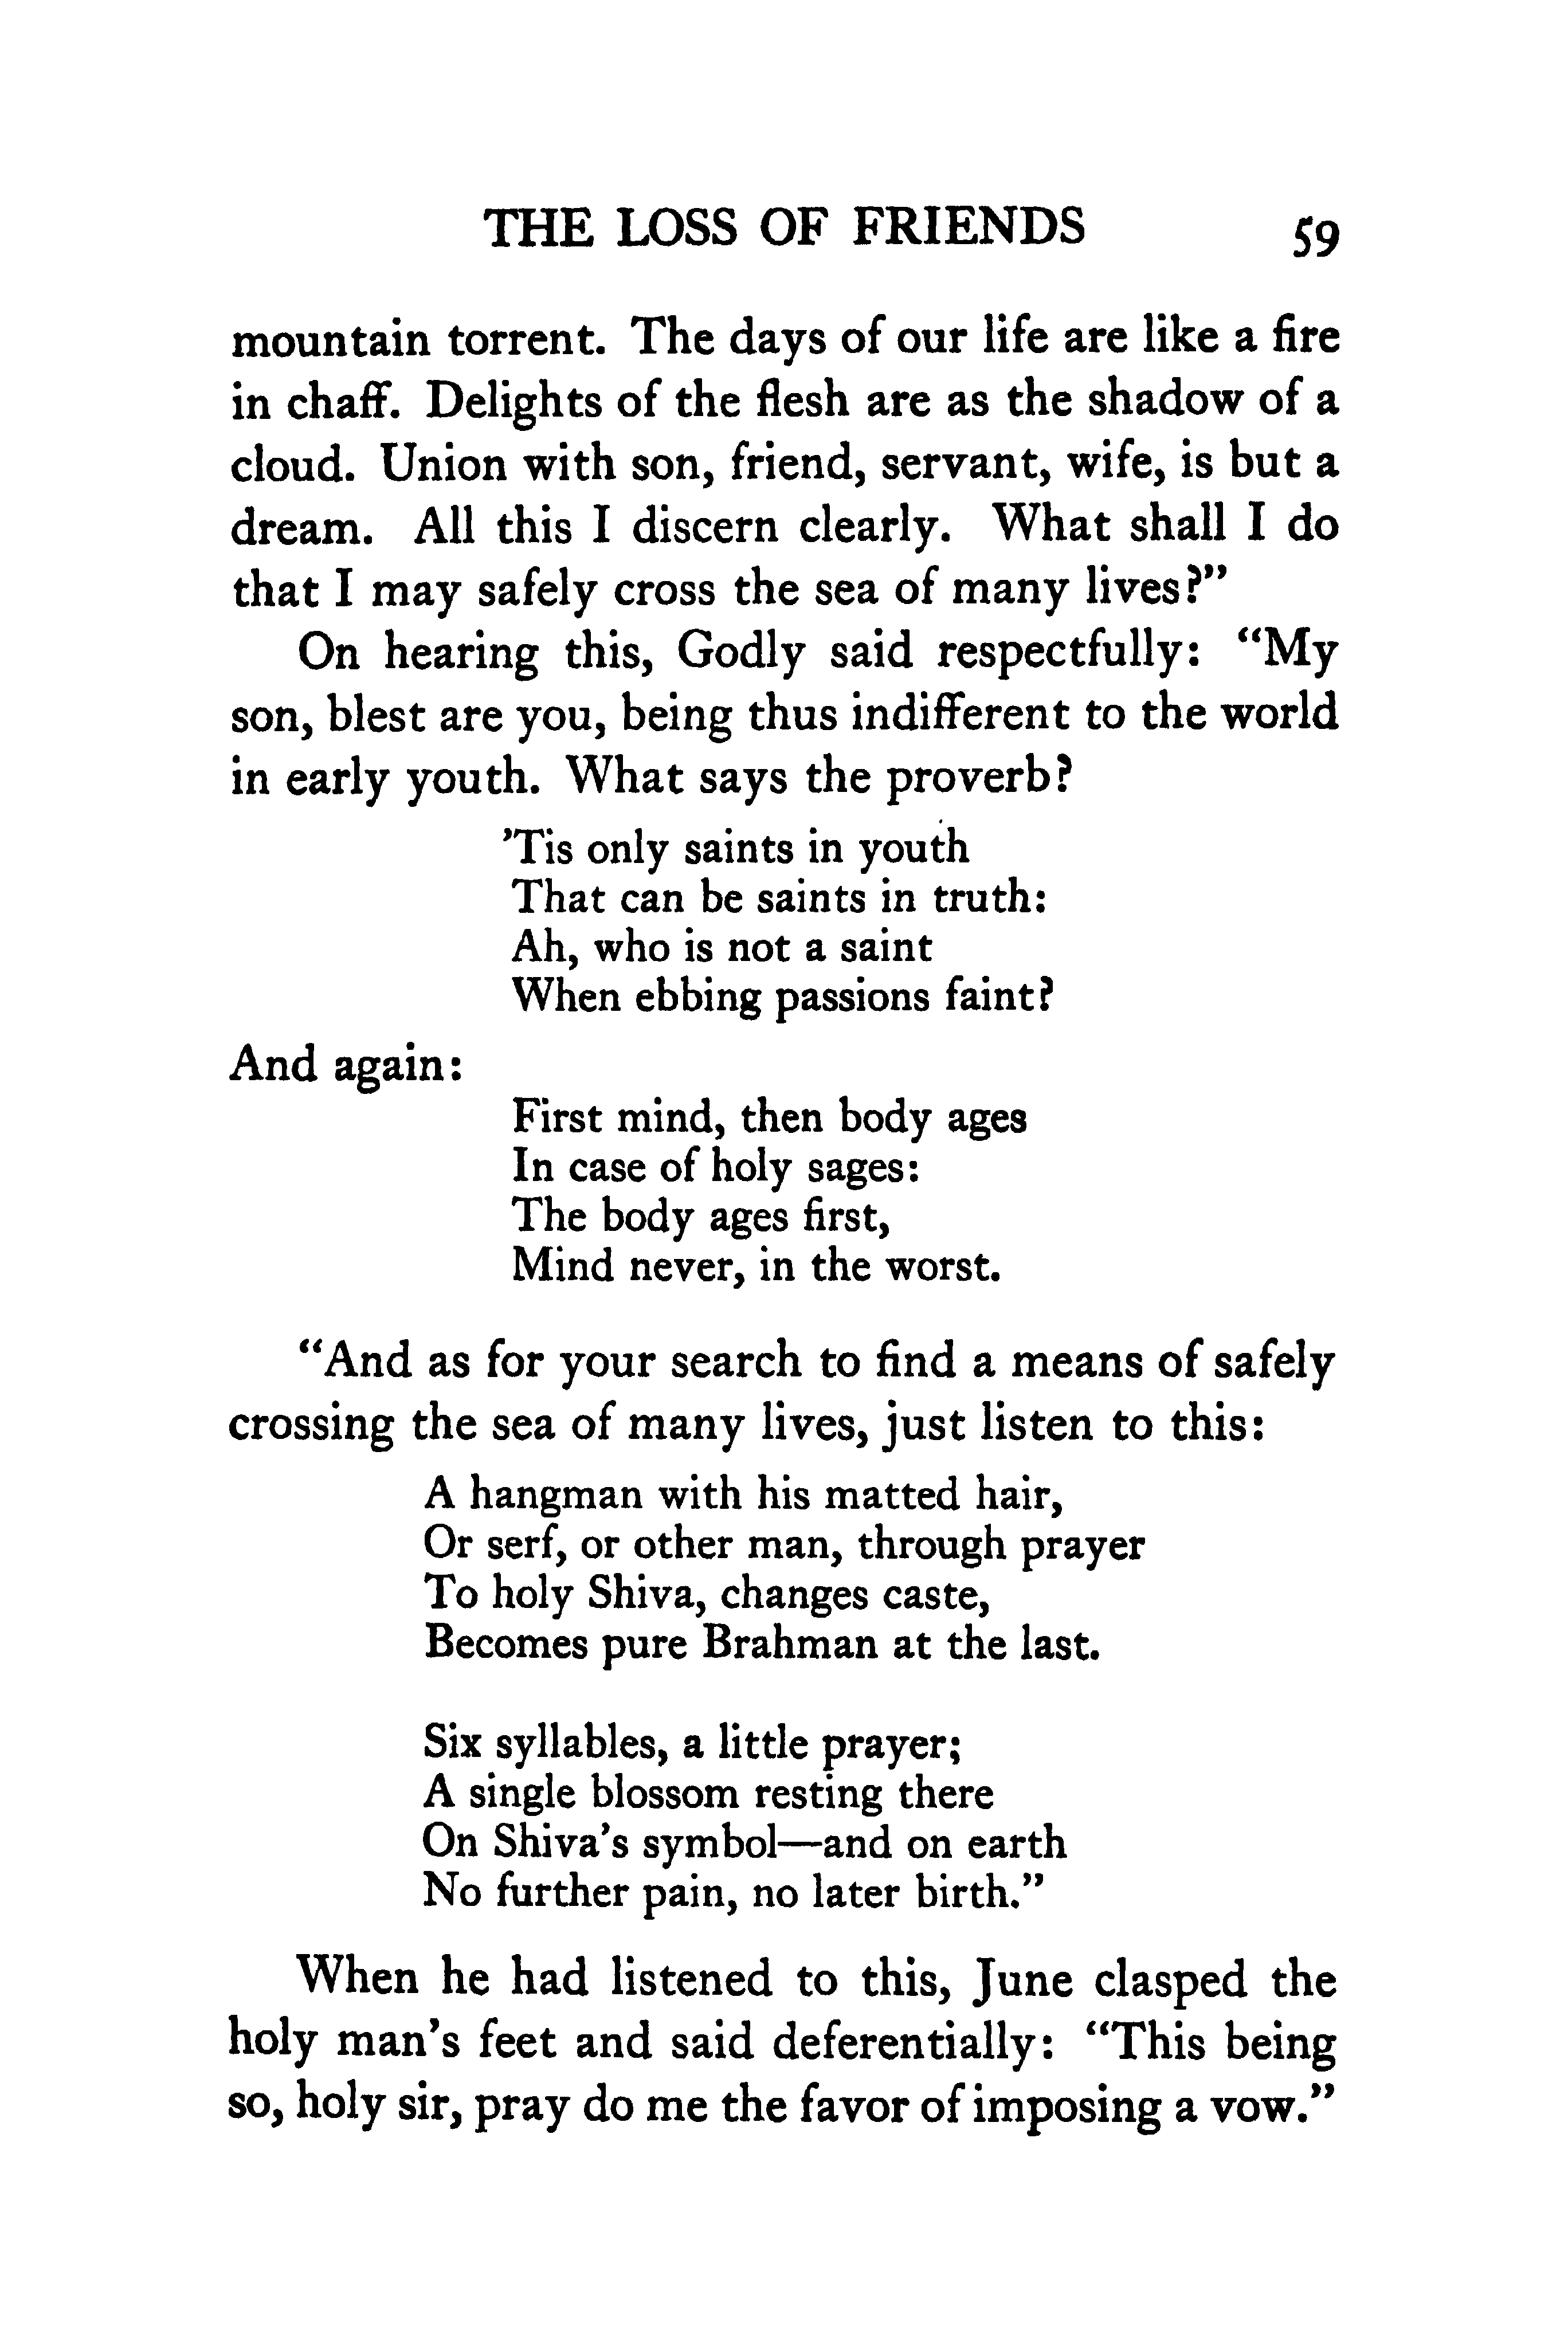 THE LOSS OF FRIENDS 59
mountain torrent. The days of our life are like a fire
in chaff. Delights of the flesh are as the shadow of a
cloud. Union with son, friend, servant, wife, is but a
dream. All this I discern clearly. What shall I do
that I may safely cross the sea of many lives?”
On hearing this, Godly said respectfully: “My
son, blest are you, being thus indifferent to the world
in early youth. What says the proverb?
’Tis only saints in youth
That can be saints in truth:
Ah, who is not a saint
When ebbing passions faint?
And again:
First mind, then body ages
In case of holy sages:
The body ages first,
Mind never, in the worst.
“And as for your search to find a means of safely
crossing the sea of many lives, just listen to this:
A hangman with his matted hair,
Or serf, or other man, through prayer
To holy Shiva, changes caste,
Becomes pure Brahman at the last.
Six syllables, a little prayer;
A single blossom resting there
On Shiva’s symbol—and on earth
No further pain, no later birth.”
When he had listened to this, June clasped the
holy man’s feet and said deferentially: “This being
so, holy sir, pray do me the favor of imposing a vow.”